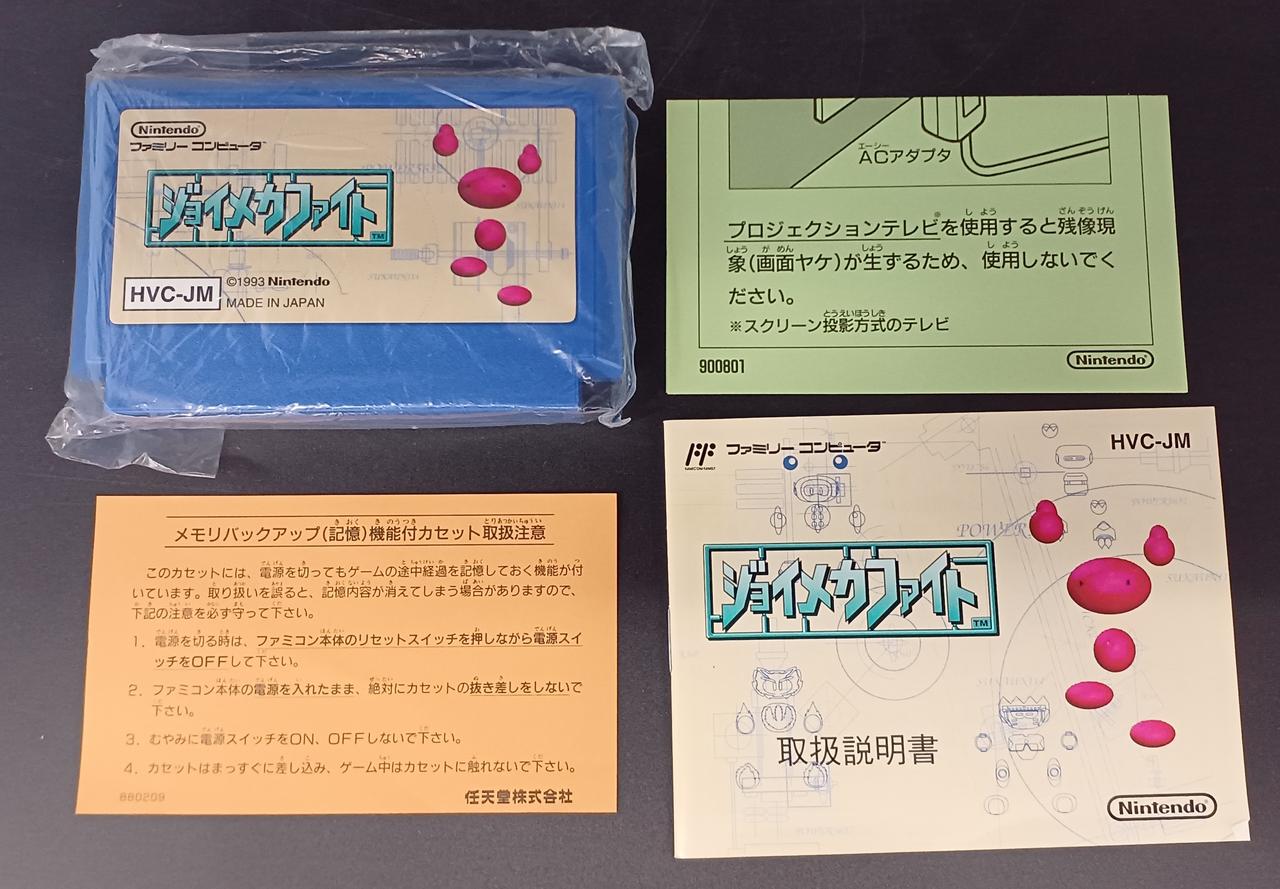 Nintendo
ファミリー コンピュータ™
ジョイメカファイト
TM
HVC-JM
©1993 Nintendo
MADE IN JAPAN
エーシー
ACアダプタ
プロジェクションテレビ※を使用すると残像現
象(画面ヤケ)が生ずるため、使用しないでく
ださい。
※スクリーン投影方式のテレビ
900801
Nintendo
メモリバックアップ(記憶)機能付カセット取扱注意
このカセットには、電源を切ってもゲームの途中経過を記憶しておく機能が付
いています。取り扱いを誤ると、記憶内容が消えてしまう場合がありますので、
下記の注意を必ず守って下さい。
1. 電源を切る時は、ファミコン本体のリセットスイッチを押しながら電源スイ
ッチをOFFして下さい。
2. ファミコン本体の電源を入れたまま、絶対にカセットの抜き差しをしないで
下さい。
3. むやみに電源スイッチをON、OFFしないで下さい。
4. カセットはまっすぐに差し込み、ゲーム中はカセットに触れないで下さい。
880209
任天堂株式会社
FAMICOM FAMILY
ファミリー コンピュータ™
HVC-JM
POWER
ジョイメカファイト
TM
取扱説明書
Nintendo